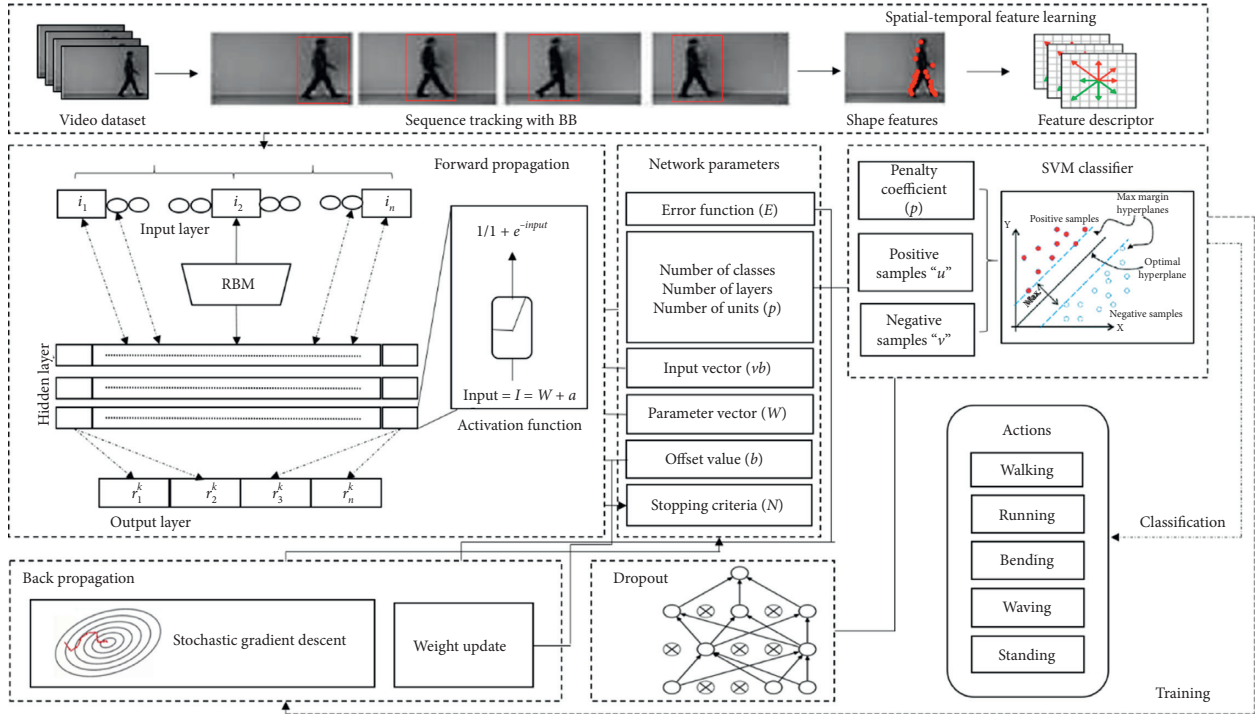 Spatial-temporal feature learning
Video dataset
Sequence tracking with BB
Shape features
Feature descriptor
Forward propagation
i1
i2
in
Input layer
RBM
Hidden layer
1/1 + e^–input
Input = I = W + a
Activation function
r1^k
r2^k
r3^k
rn^k
Output layer
Network parameters
Error function (E)
Number of classes
Number of layers
Number of units (p)
Input vector (vb)
Parameter vector (W)
Offset value (b)
Stopping criteria (N)
SVM classifier
Penalty
coefficient
(p)
Positive
samples “u”
Negative
samples “v”
Max margin
hyperplanes
Positive samples
Y
Optimal
hyperplane
Max
Negative samples
X
Actions
Walking
Running
Bending
Waving
Standing
Classification
Training
Back propagation
Stochastic gradient descent
Weight update
Dropout